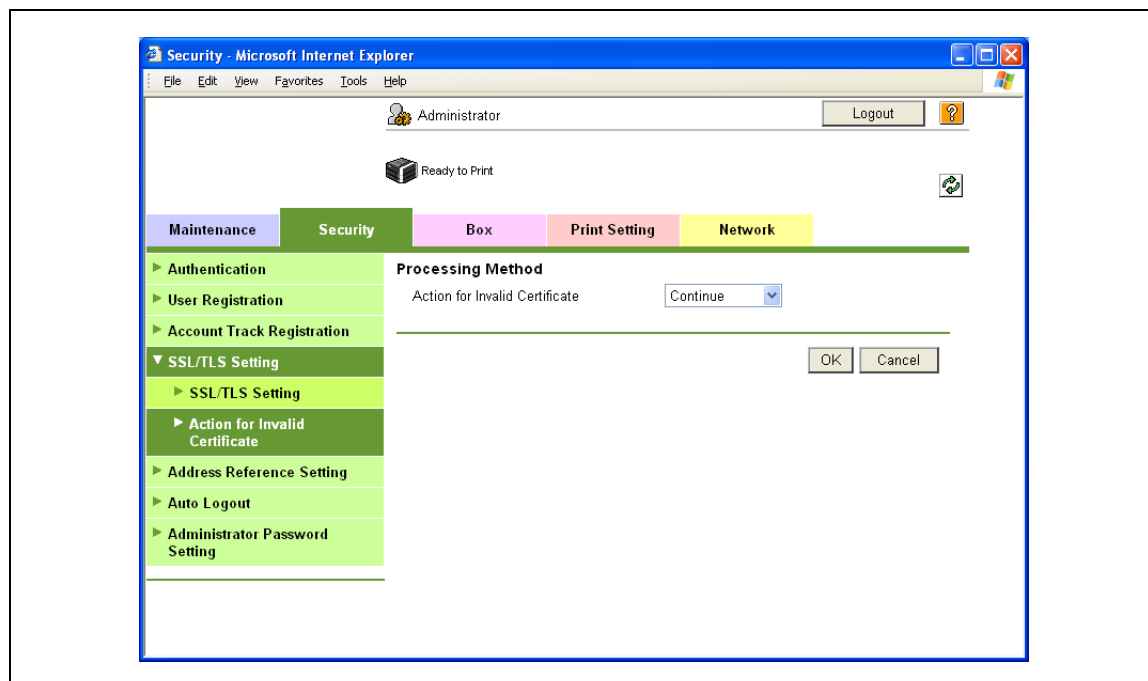 Security - Microsoft Internet Explorer
File Edit View Favorites Tools Help
Administrator
Logout
?
Ready to Print
Maintenance Security Box Print Setting Network
Authentication
User Registration
Account Track Registration
SSL/TLS Setting
SSL/TLS Setting
Action for Invalid
Certificate
Address Reference Setting
Auto Logout
Administrator Password
Setting
Processing Method
Action for Invalid Certificate Continue
OK Cancel